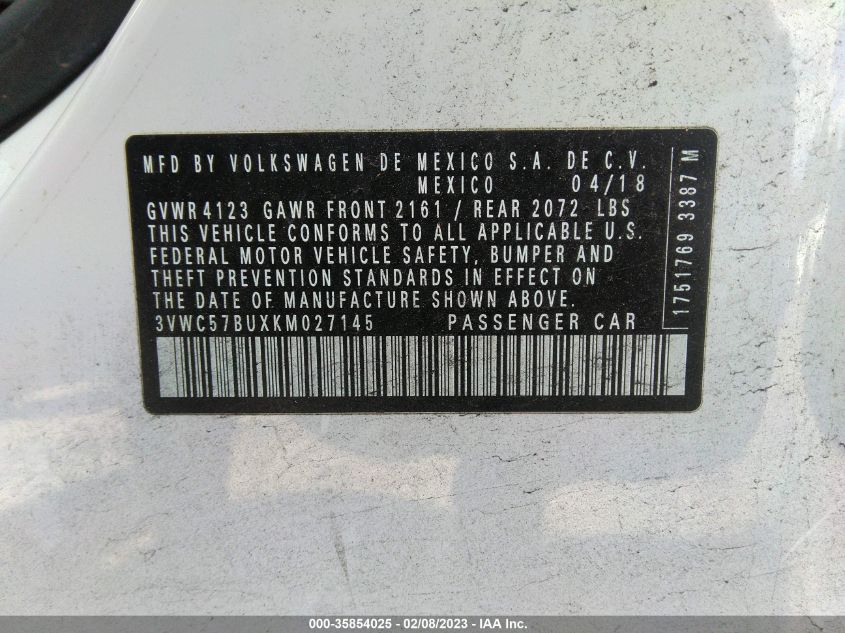 MFD BY VOLKSWAGEN DE MEXICO S.A. DE C.V.
MEXICO 04/18
GVWR 4123 GAWR FRONT 2161 / REAR 2072 LBS
THIS VEHICLE CONFORMS TO ALL APPLICABLE U.S.
FEDERAL MOTOR VEHICLE SAFETY, BUMPER AND
THEFT PREVENTION STANDARDS IN EFFECT ON
THE DATE OF MANUFACTURE SHOWN ABOVE.
3VWC57BUXKM027145 PASSENGER CAR
1751769 3387 M
000-35854025 - 02/08/2023 - IAA Inc.